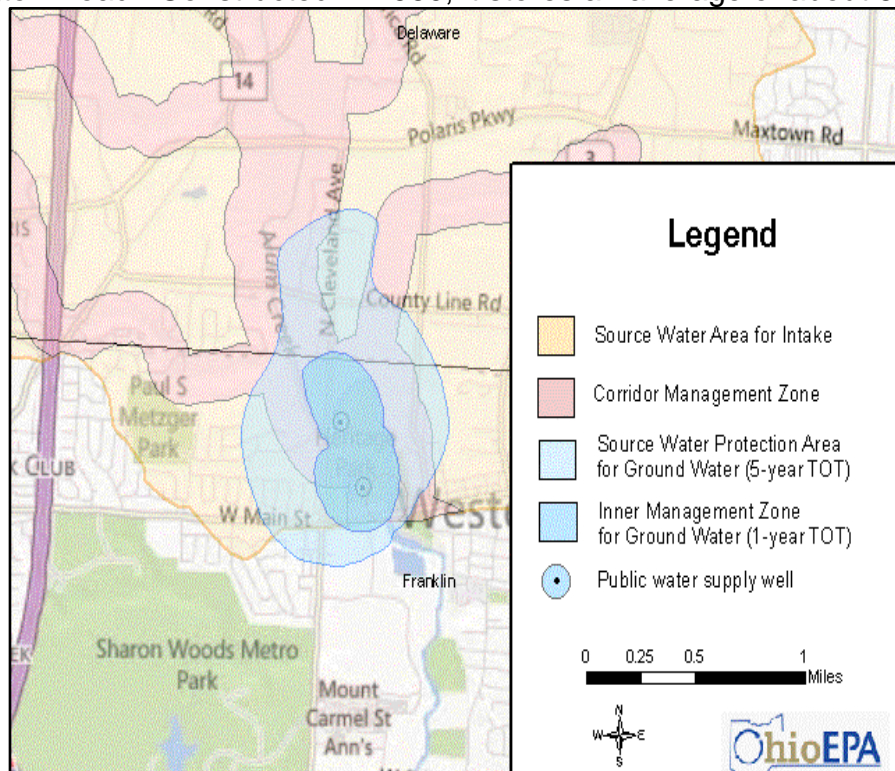 Delaware
14
Polaris Pkwy
Maxtown Rd
3
N Cleveland Ave
Alum Creek
County Line Rd
Paul S
Metzger
Park
CLUB
W Main St
West
Franklin
Sharon Woods Metro
Park
Mount
Carmel St
Ann's
Legend
Source Water Area for Intake
Corridor Management Zone
Source Water Protection Area
for Ground Water (5-year TOT)
Inner Management Zone
for Ground Water (1-year TOT)
Public water supply well
0 0.25 0.5 1
Miles
N
W E
S
OhioEPA